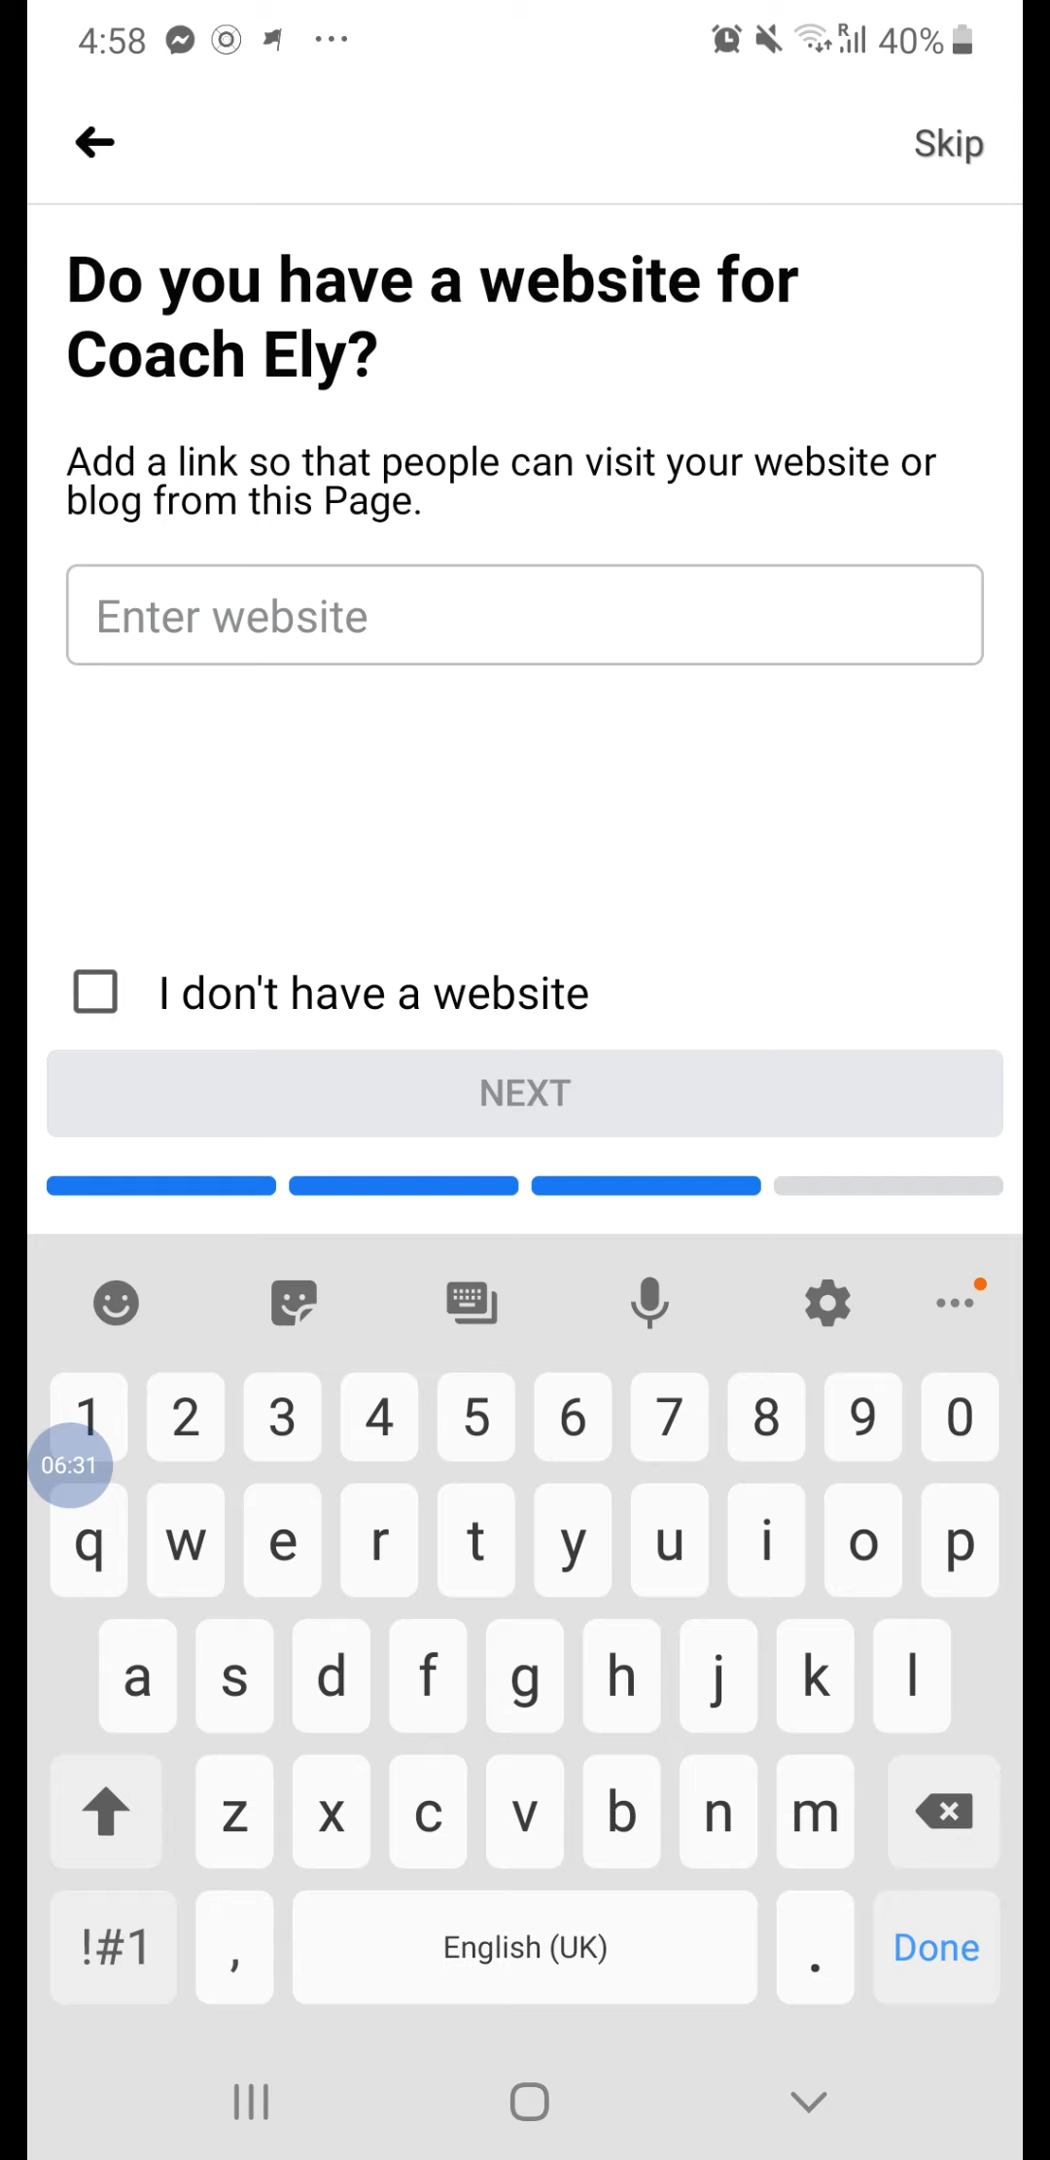 4:58
R
40%
Skip
Do you have a website for
Coach Ely?
Add a link so that people can visit your website or
blog from this Page.
Enter website
I don't have a website
NEXT
1 2 3 4 5 6 7 8 9 0
06:31
q w e r t y u i o p
a s d f g h j k l
z x c v b n m
!#1 , English (UK) . Done